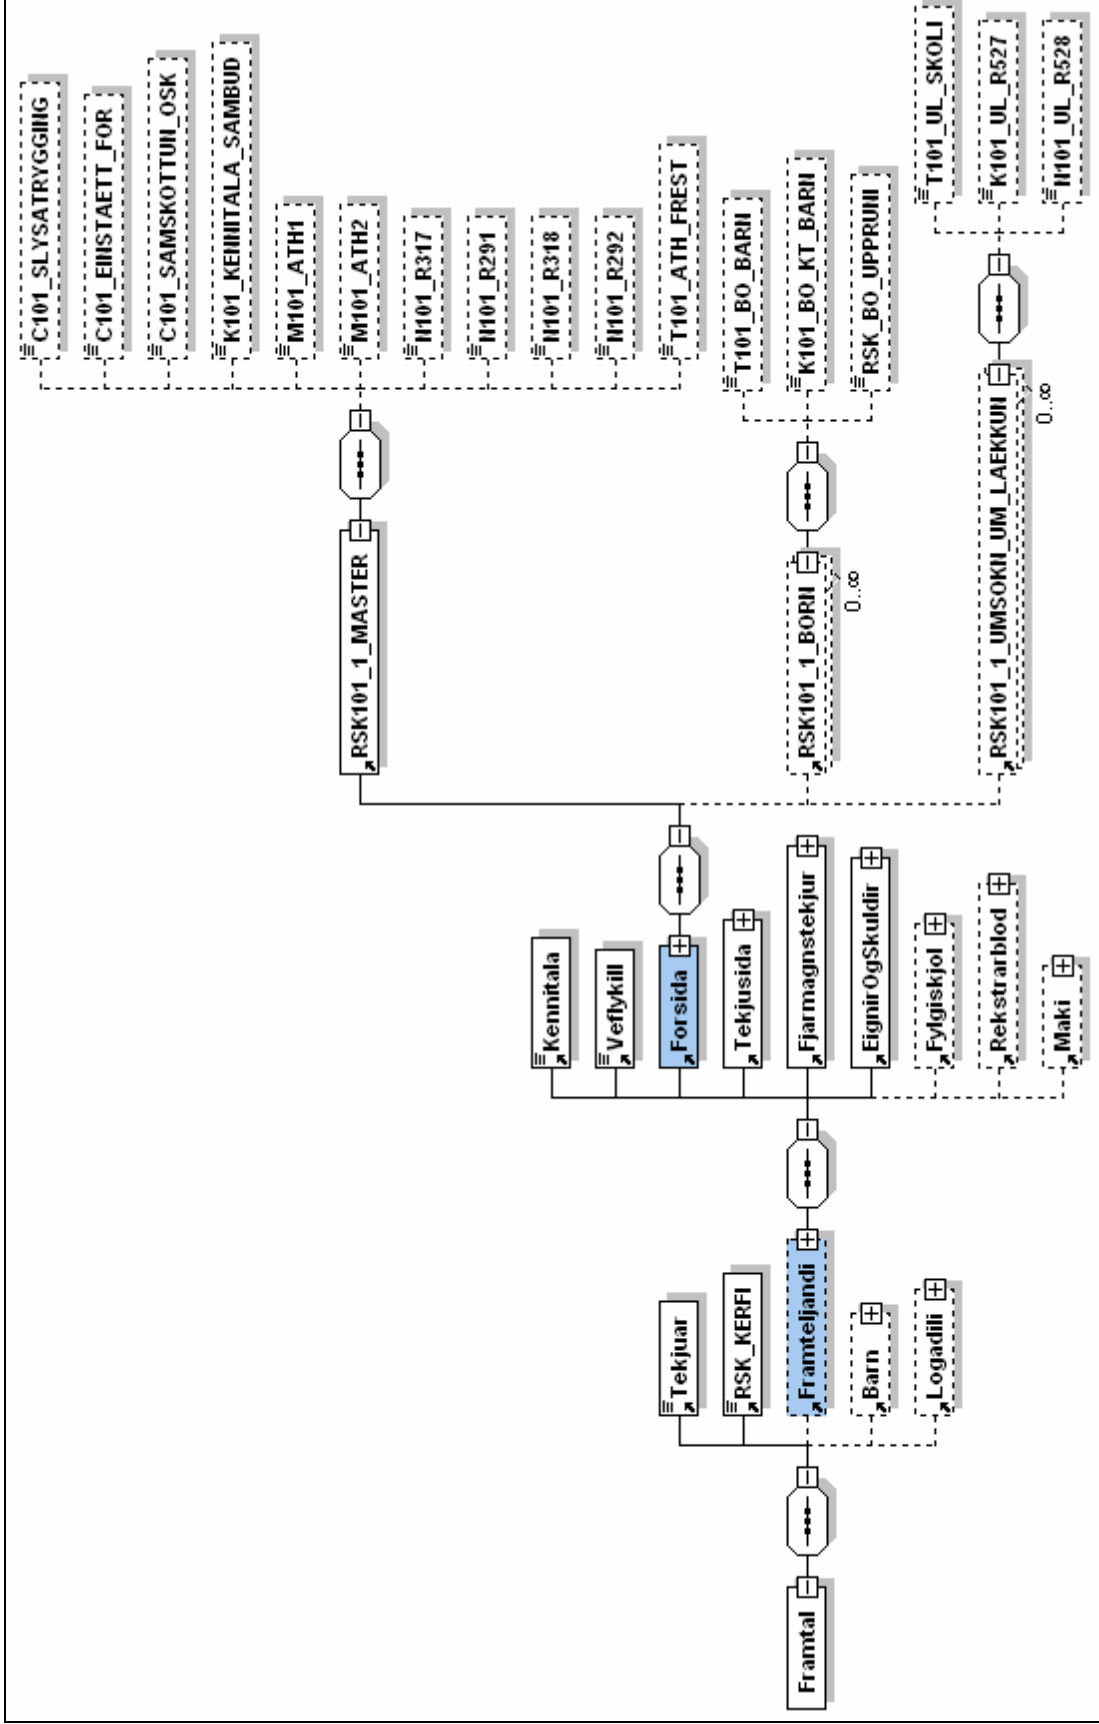 Framtal
Tekjuar
RSK_KERFI
Framteljandi
Barn
Logadili
Kennitala
Veflykill
Forsida
Tekjusida
Fjarmagnstekjur
EignirOgSkuldir
Fylgiskjol
Rekstrarblod
Maki
RSK101_1_MASTER
RSK101_1_BORN
0..∞
RSK101_1_UMSOKN_UM_LAEKKUN
0..∞
C101_SLYSATRYGGING
C101_EINSTAETT_FOR
C101_SAMSKOTTUN_OSK
K101_KENNITALA_SAMBUD
M101_ATH1
M101_ATH2
N101_R317
N101_R291
N101_R318
N101_R292
T101_ATH_FREST
T101_BO_BARN
K101_BO_KT_BARN
RSK_BO_UPPRUNI
T101_UL_SKOLI
K101_UL_R527
N101_UL_R528